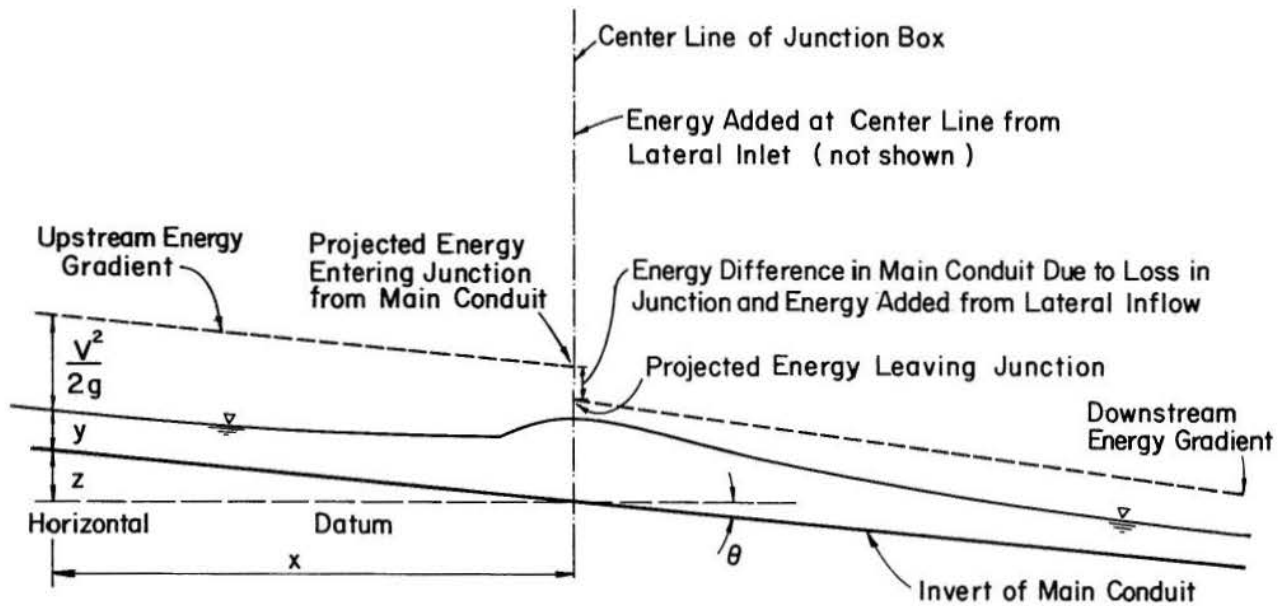 Center Line of Junction Box
Energy Added at Center Line from
Lateral Inlet ( not shown )
Upstream Energy
Gradient
Projected Energy
Entering Junction
from Main Conduit
Energy Difference in Main Conduit Due to Loss in
Junction and Energy Added from Lateral Inflow
V²
2g
Projected Energy Leaving Junction
Downstream
Energy Gradient
y
z
Horizontal Datum
θ
x
Invert of Main Conduit